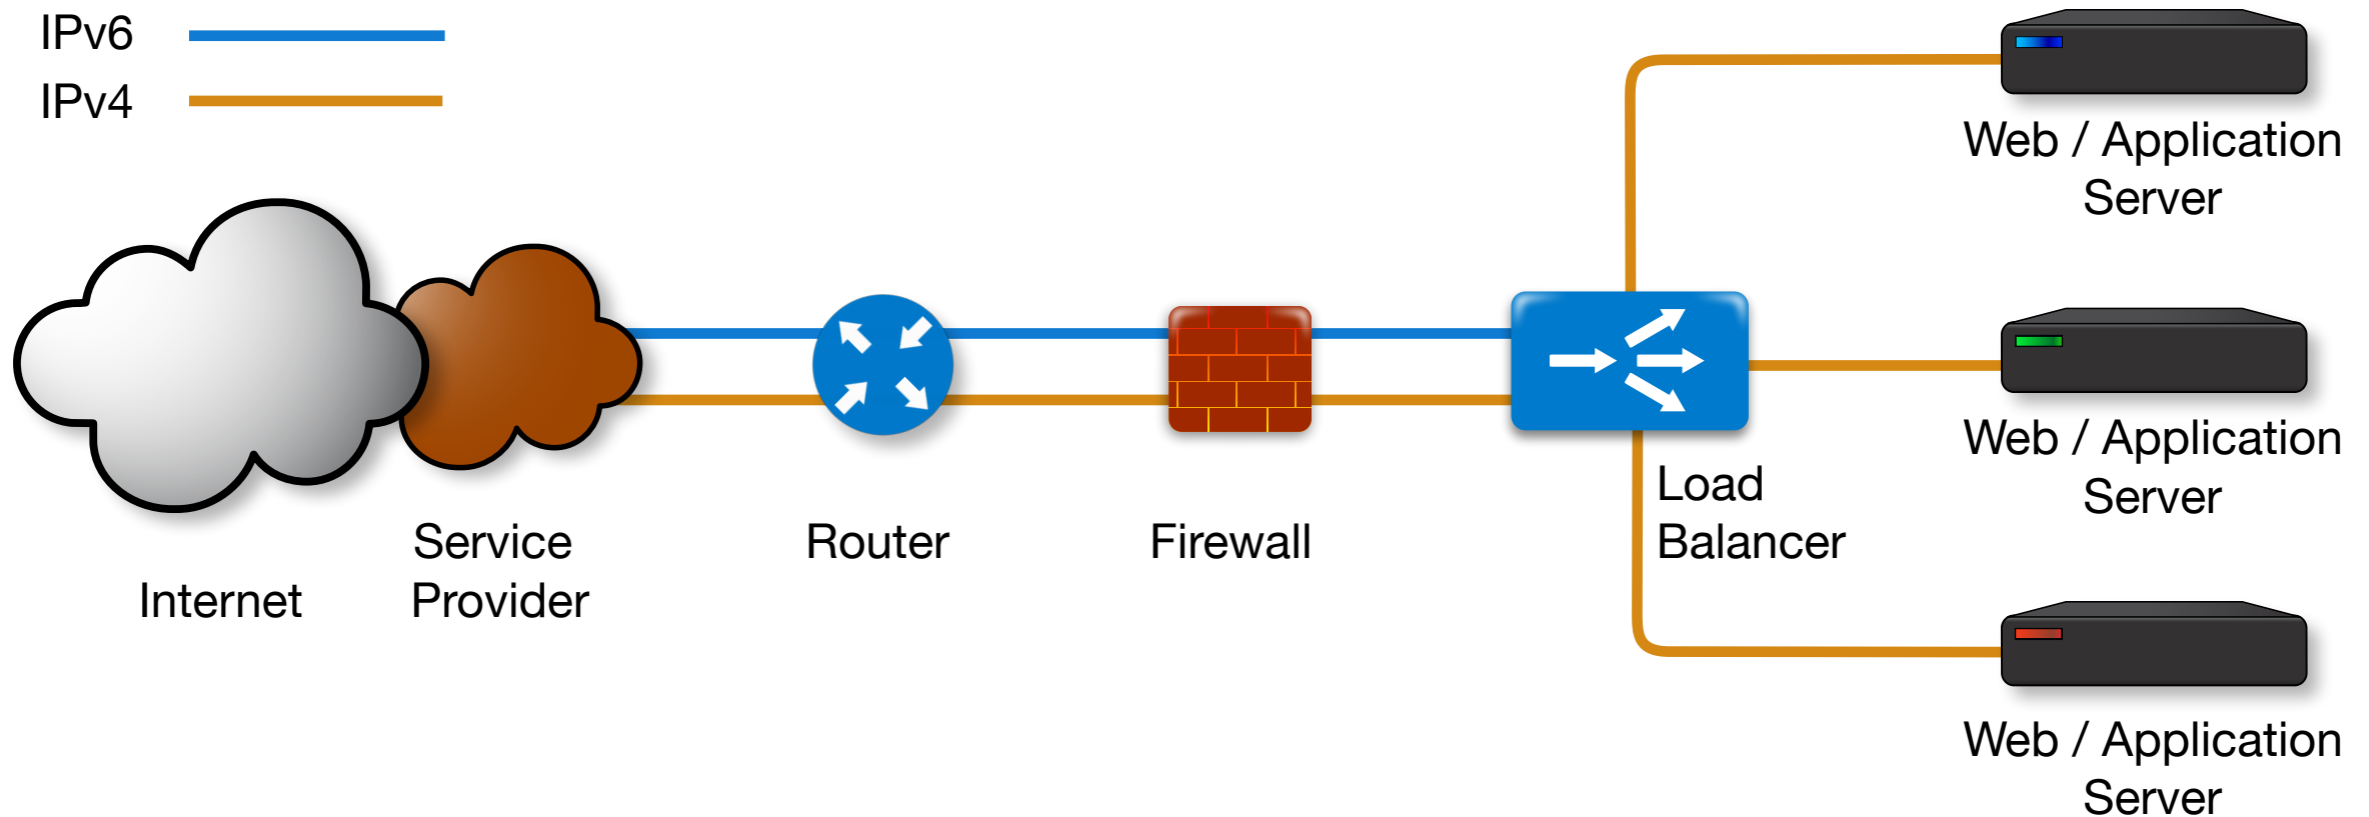 IPv6
IPv4
Web / Application
Server
Web / Application
Server
Load
Balancer
Service
Provider
Router
Firewall
Internet
Web / Application
Server